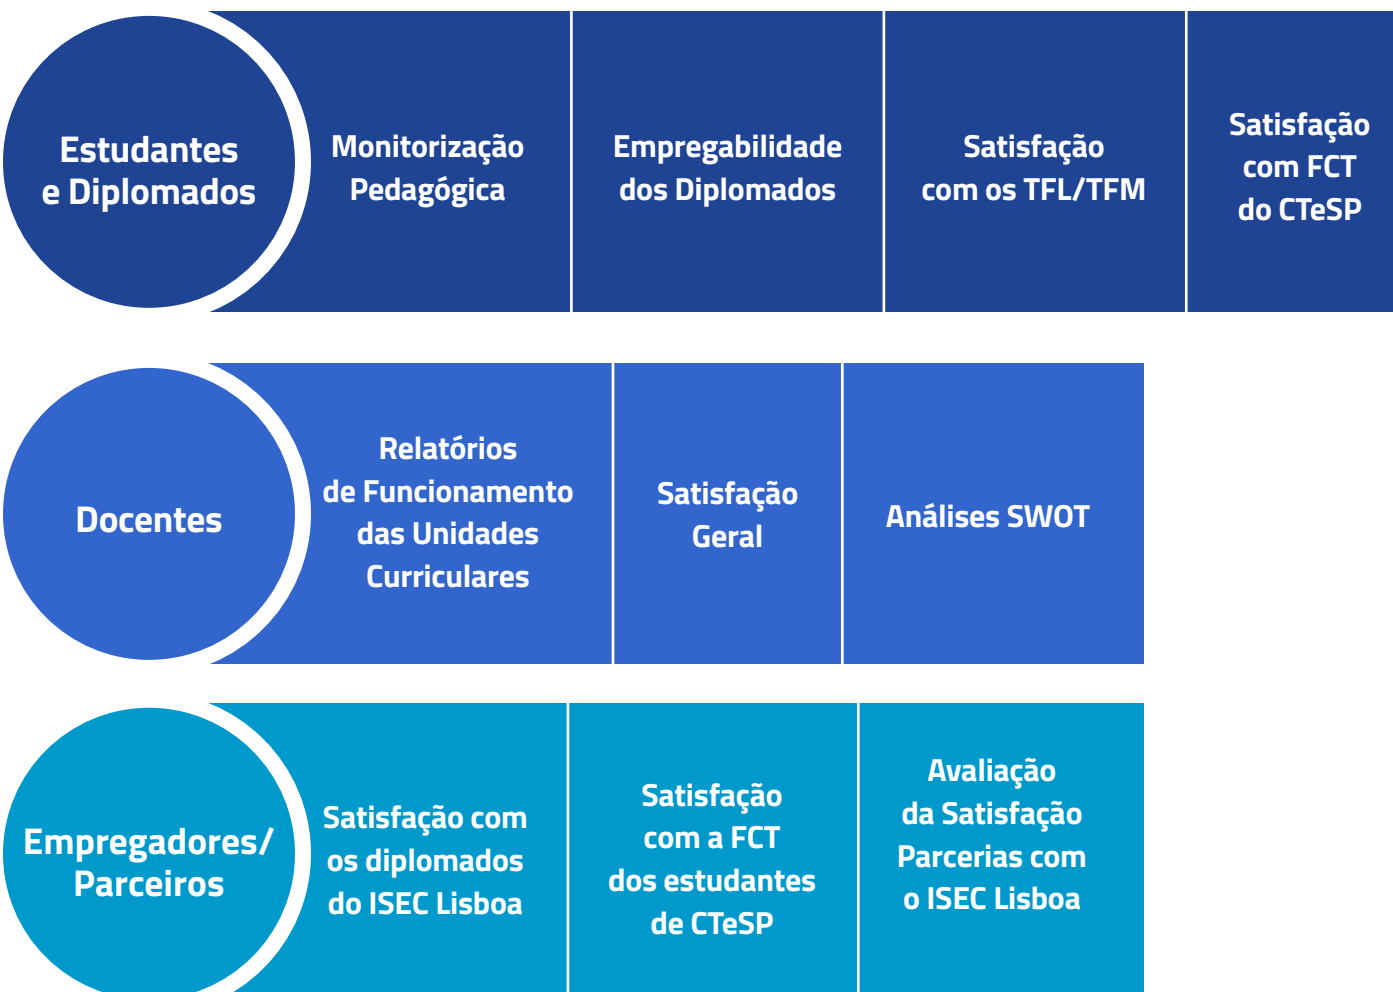 Estudantes
e Diplomados
Monitorização
Pedagógica
Empregabilidade
dos Diplomados
Satisfação
com os TFL/TFM
Satisfação
com FCT
do CTeSP
Docentes
Relatórios
de Funcionamento
das Unidades
Curriculares
Satisfação
Geral
Análises SWOT
Empregadores/
Parceiros
Satisfação com
os diplomados
do ISEC Lisboa
Satisfação
com a FCT
dos estudantes
de CTeSP
Avaliação
da Satisfação
Parcerias com
o ISEC Lisboa